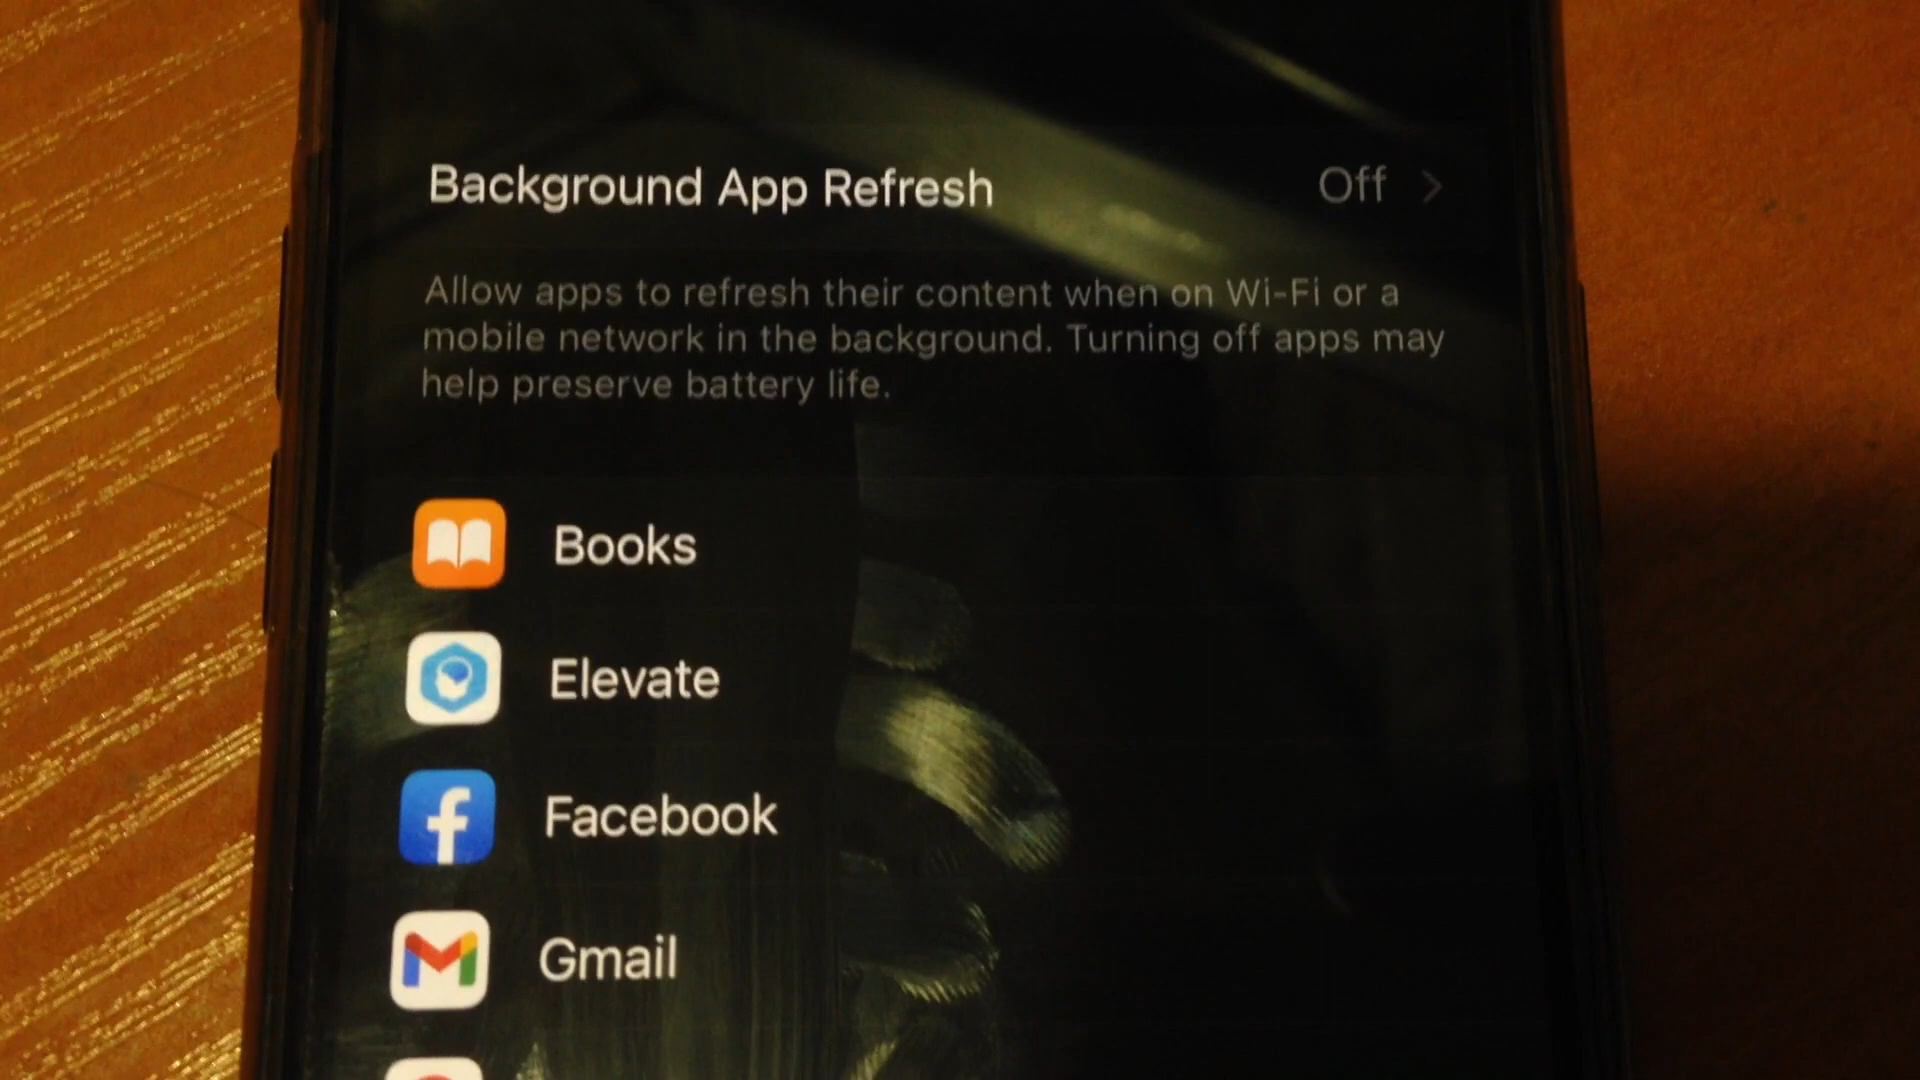 Background App Refresh Off
Allow apps to refresh their content when on Wi-Fi or a
mobile network in the background. Turning off apps may
help preserve battery life.
Books
Elevate
Facebook
Gmail